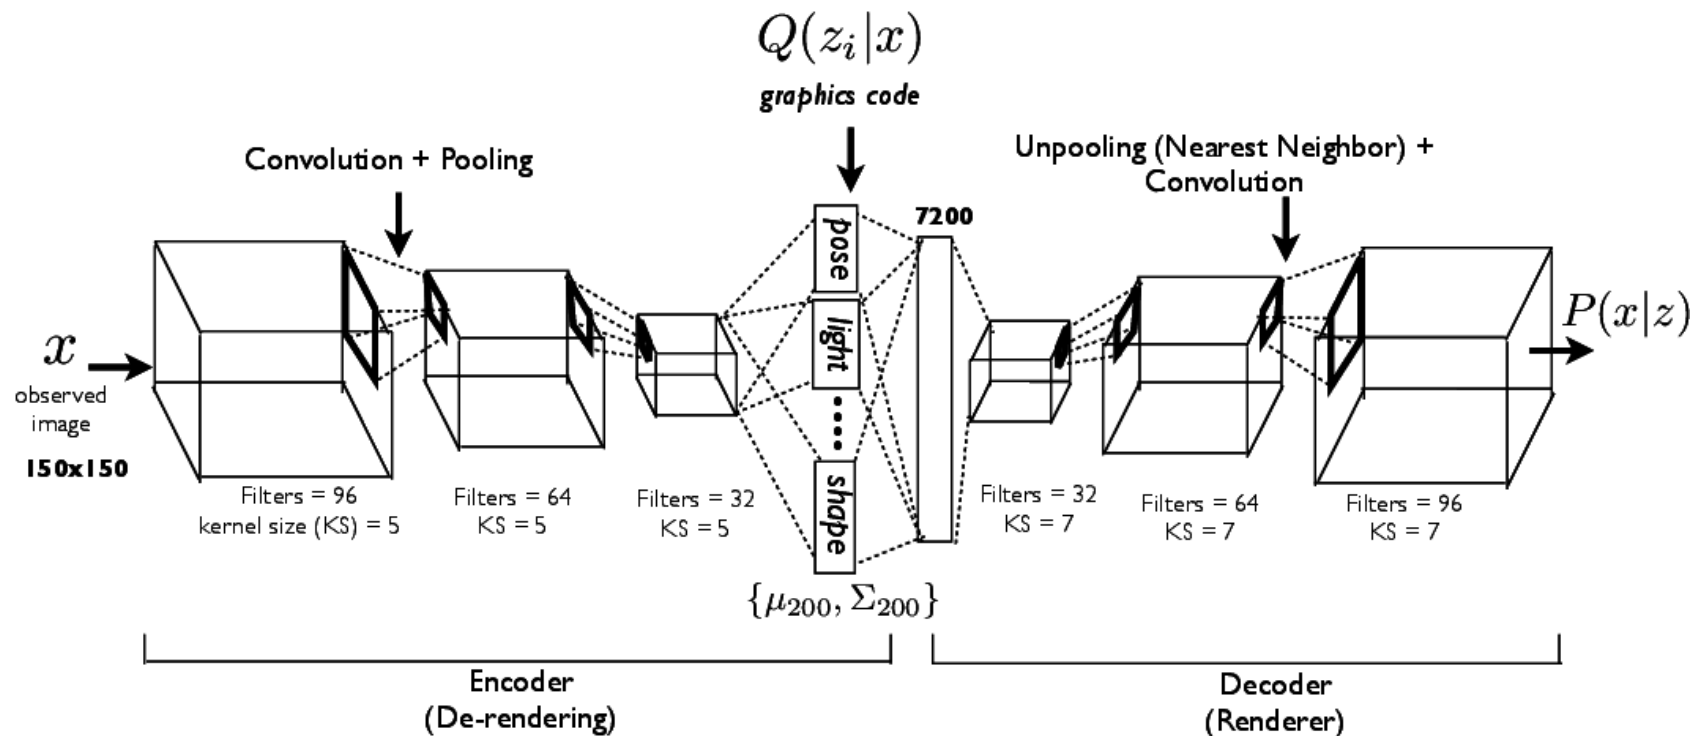 Q(z_i|x)
graphics code
Convolution + Pooling
Unpooling (Nearest Neighbor) +
Convolution
pose
light
shape
7200
x
observed
image
150x150
P(x|z)
Filters = 96
kernel size (KS) = 5
Filters = 64
KS = 5
Filters = 32
KS = 5
Filters = 32
KS = 7
Filters = 64
KS = 7
Filters = 96
KS = 7
{μ_200, Σ_200}
Encoder
(De-rendering)
Decoder
(Renderer)